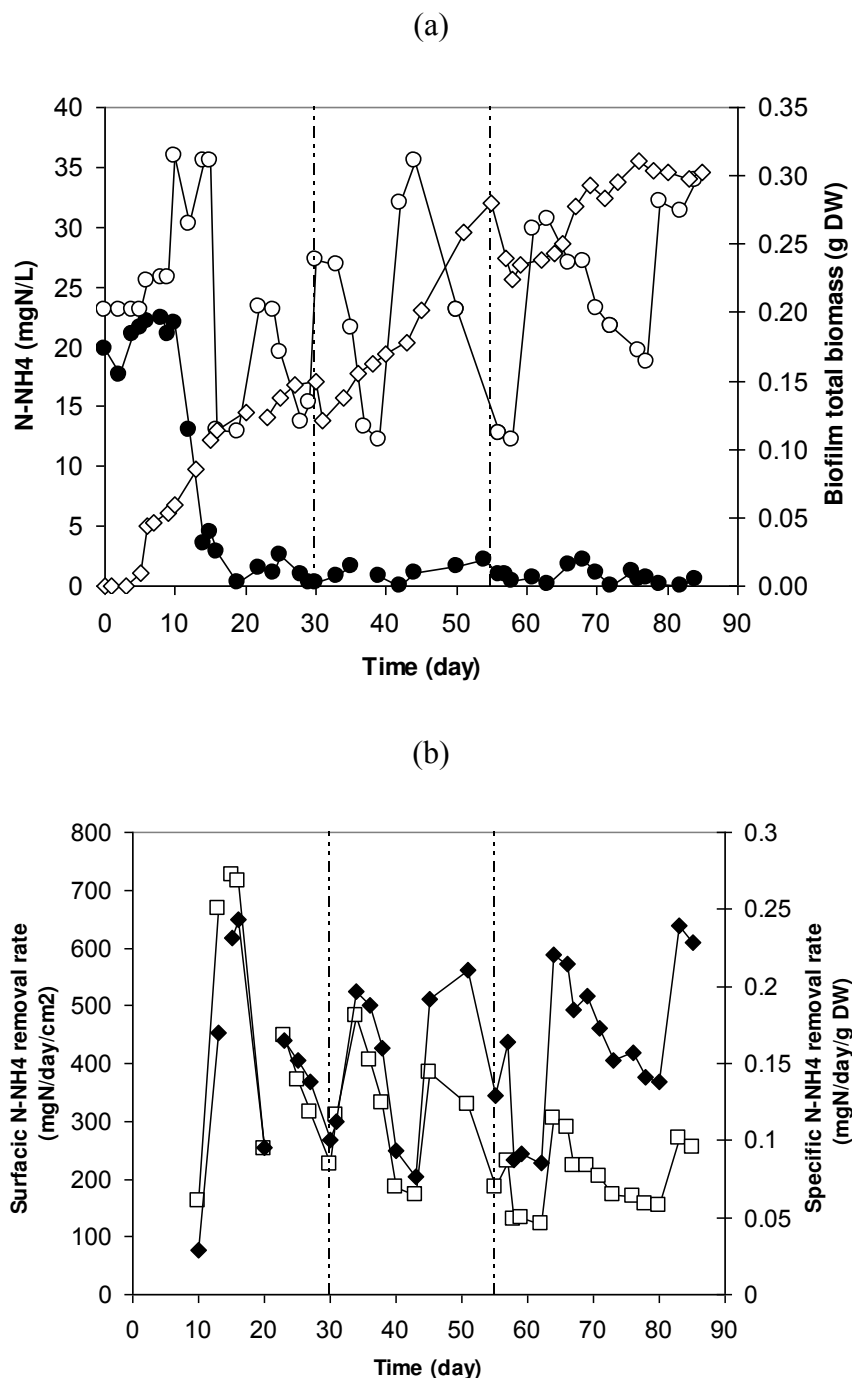 (a)
40
35
30
25
20
15
10
5
0
N-NH4 (mgN/L)
0.35
0.30
0.25
0.20
0.15
0.10
0.05
0.00
Biofilm total biomass (g DW)
0 10 20 30 40 50 60 70 80 90
Time (day)
(b)
800
700
600
500
400
300
200
100
0
Surfacic N-NH4 removal rate
(mgN/day/cm2)
0.3
0.25
0.2
0.15
0.1
0.05
0
Specific N-NH4 removal rate
(mgN/day/g DW)
0 10 20 30 40 50 60 70 80 90
Time (day)